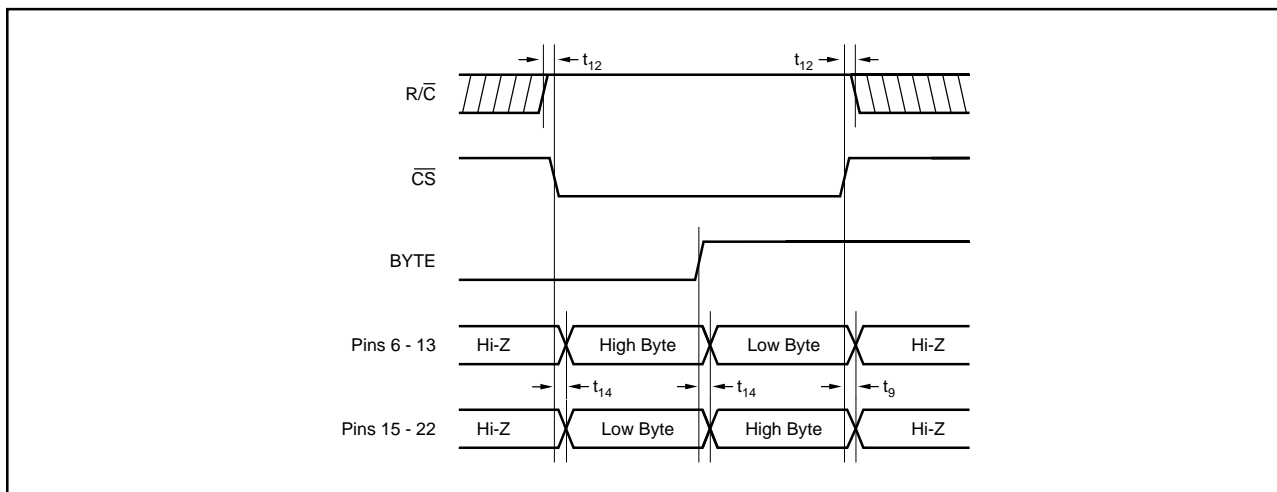 t12 t12
R/C̅
C̅S̅
BYTE
Pins 6 - 13 Hi-Z High Byte Low Byte Hi-Z
t14 t14 t9
Pins 15 - 22 Hi-Z Low Byte High Byte Hi-Z